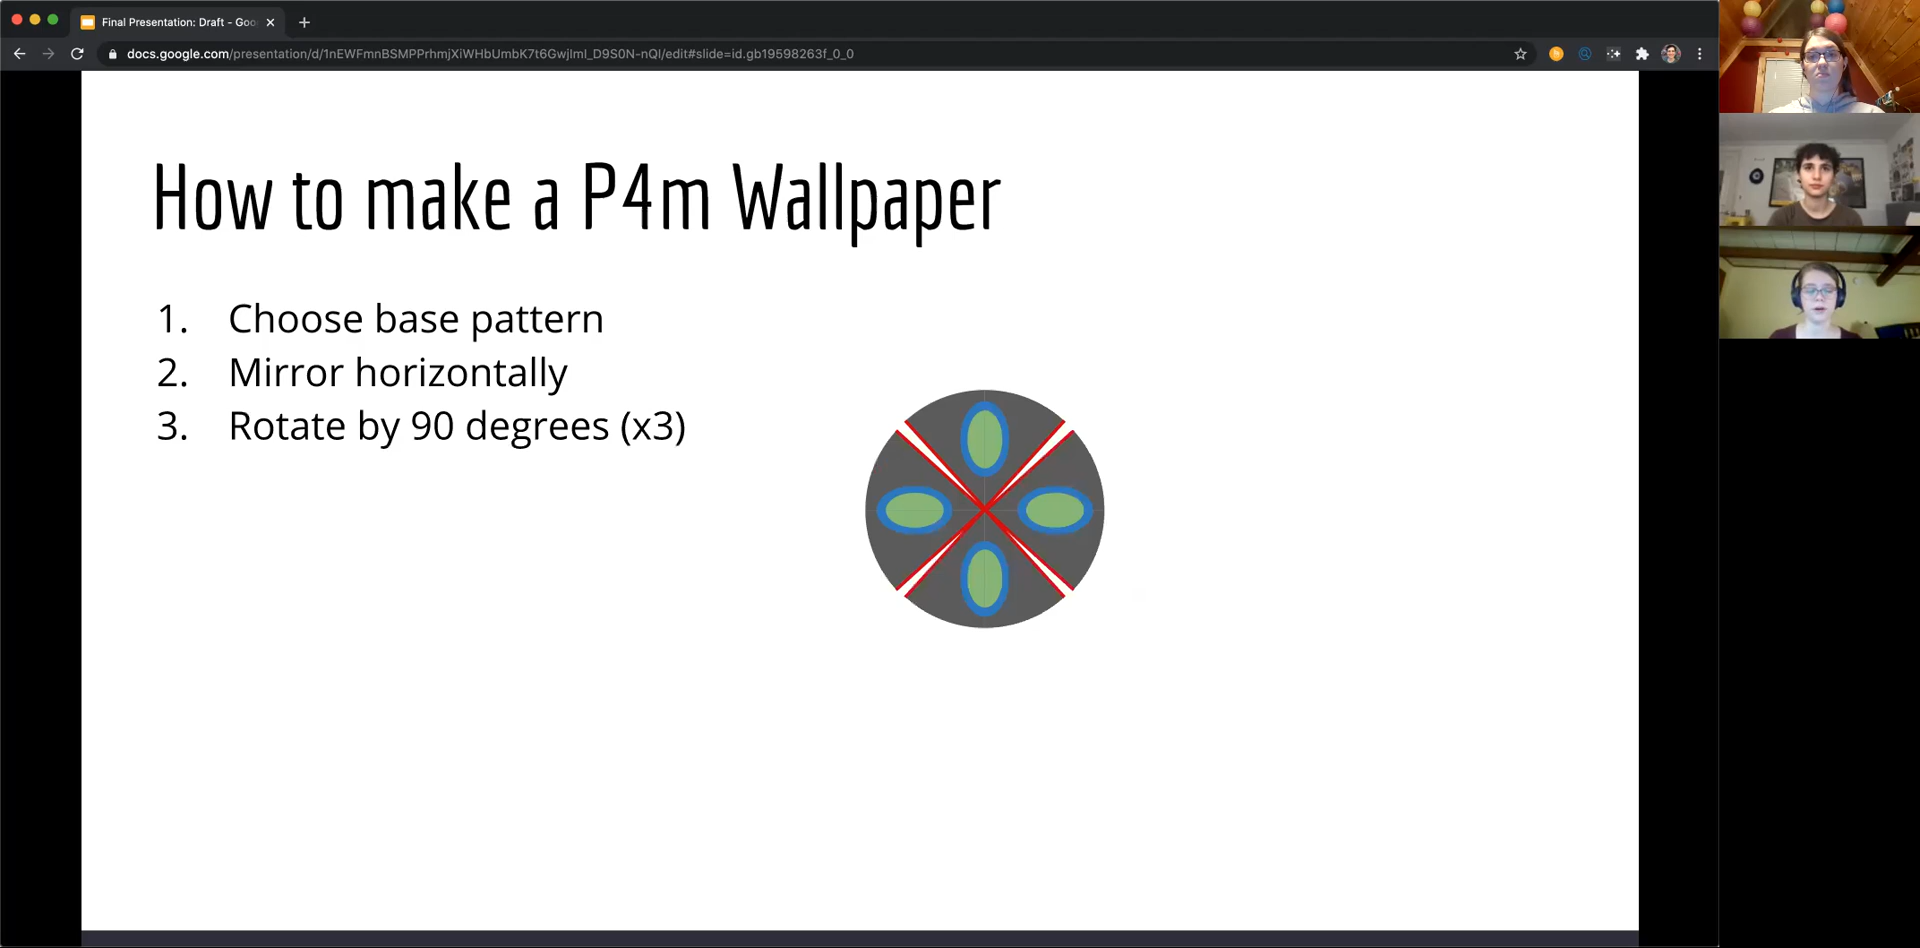 Final Presentation: Draft - Goo
docs.google.com/presentation/d/1nEWFmnBSMPPrhmjXiWHbUmbK7t6GwjImI_D9S0N-nQI/edit#slide=id.gb19598263f_0_0
How to make a P4m Wallpaper
1. Choose base pattern
2. Mirror horizontally
3. Rotate by 90 degrees (x3)